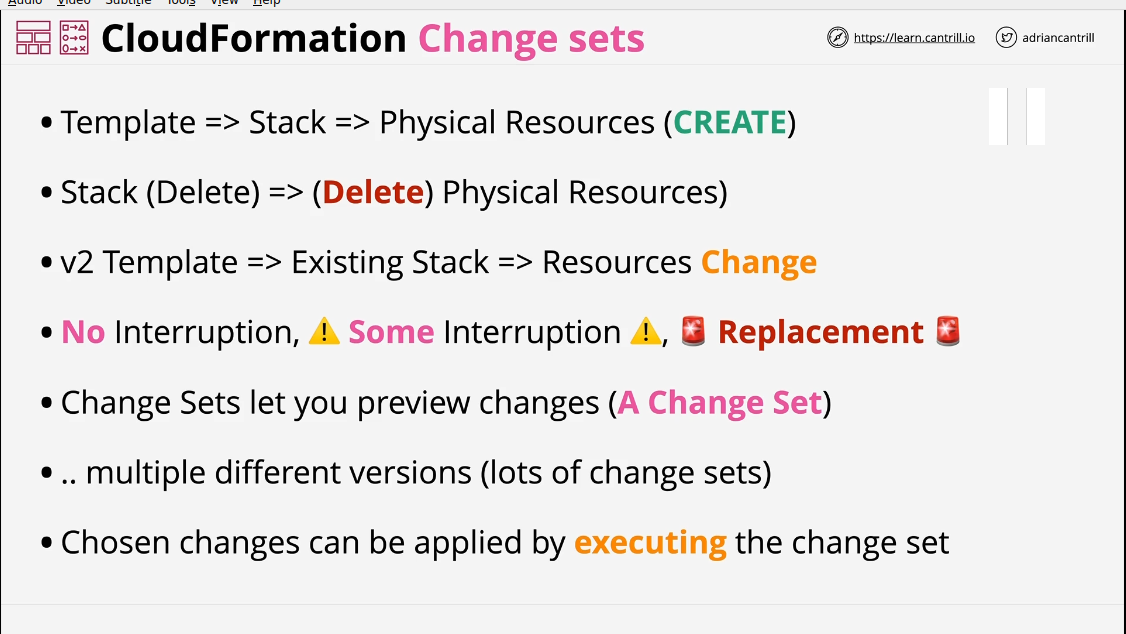 Audio Video Subtitle Tools View Help
CloudFormation Change sets
https://learn.cantrill.io
adriancantrill
• Template => Stack => Physical Resources (CREATE)
• Stack (Delete) => (Delete) Physical Resources)
• v2 Template => Existing Stack => Resources Change
• No Interruption, ⚠️ Some Interruption ⚠️, 🚨 Replacement 🚨
• Change Sets let you preview changes (A Change Set)
• .. multiple different versions (lots of change sets)
• Chosen changes can be applied by executing the change set